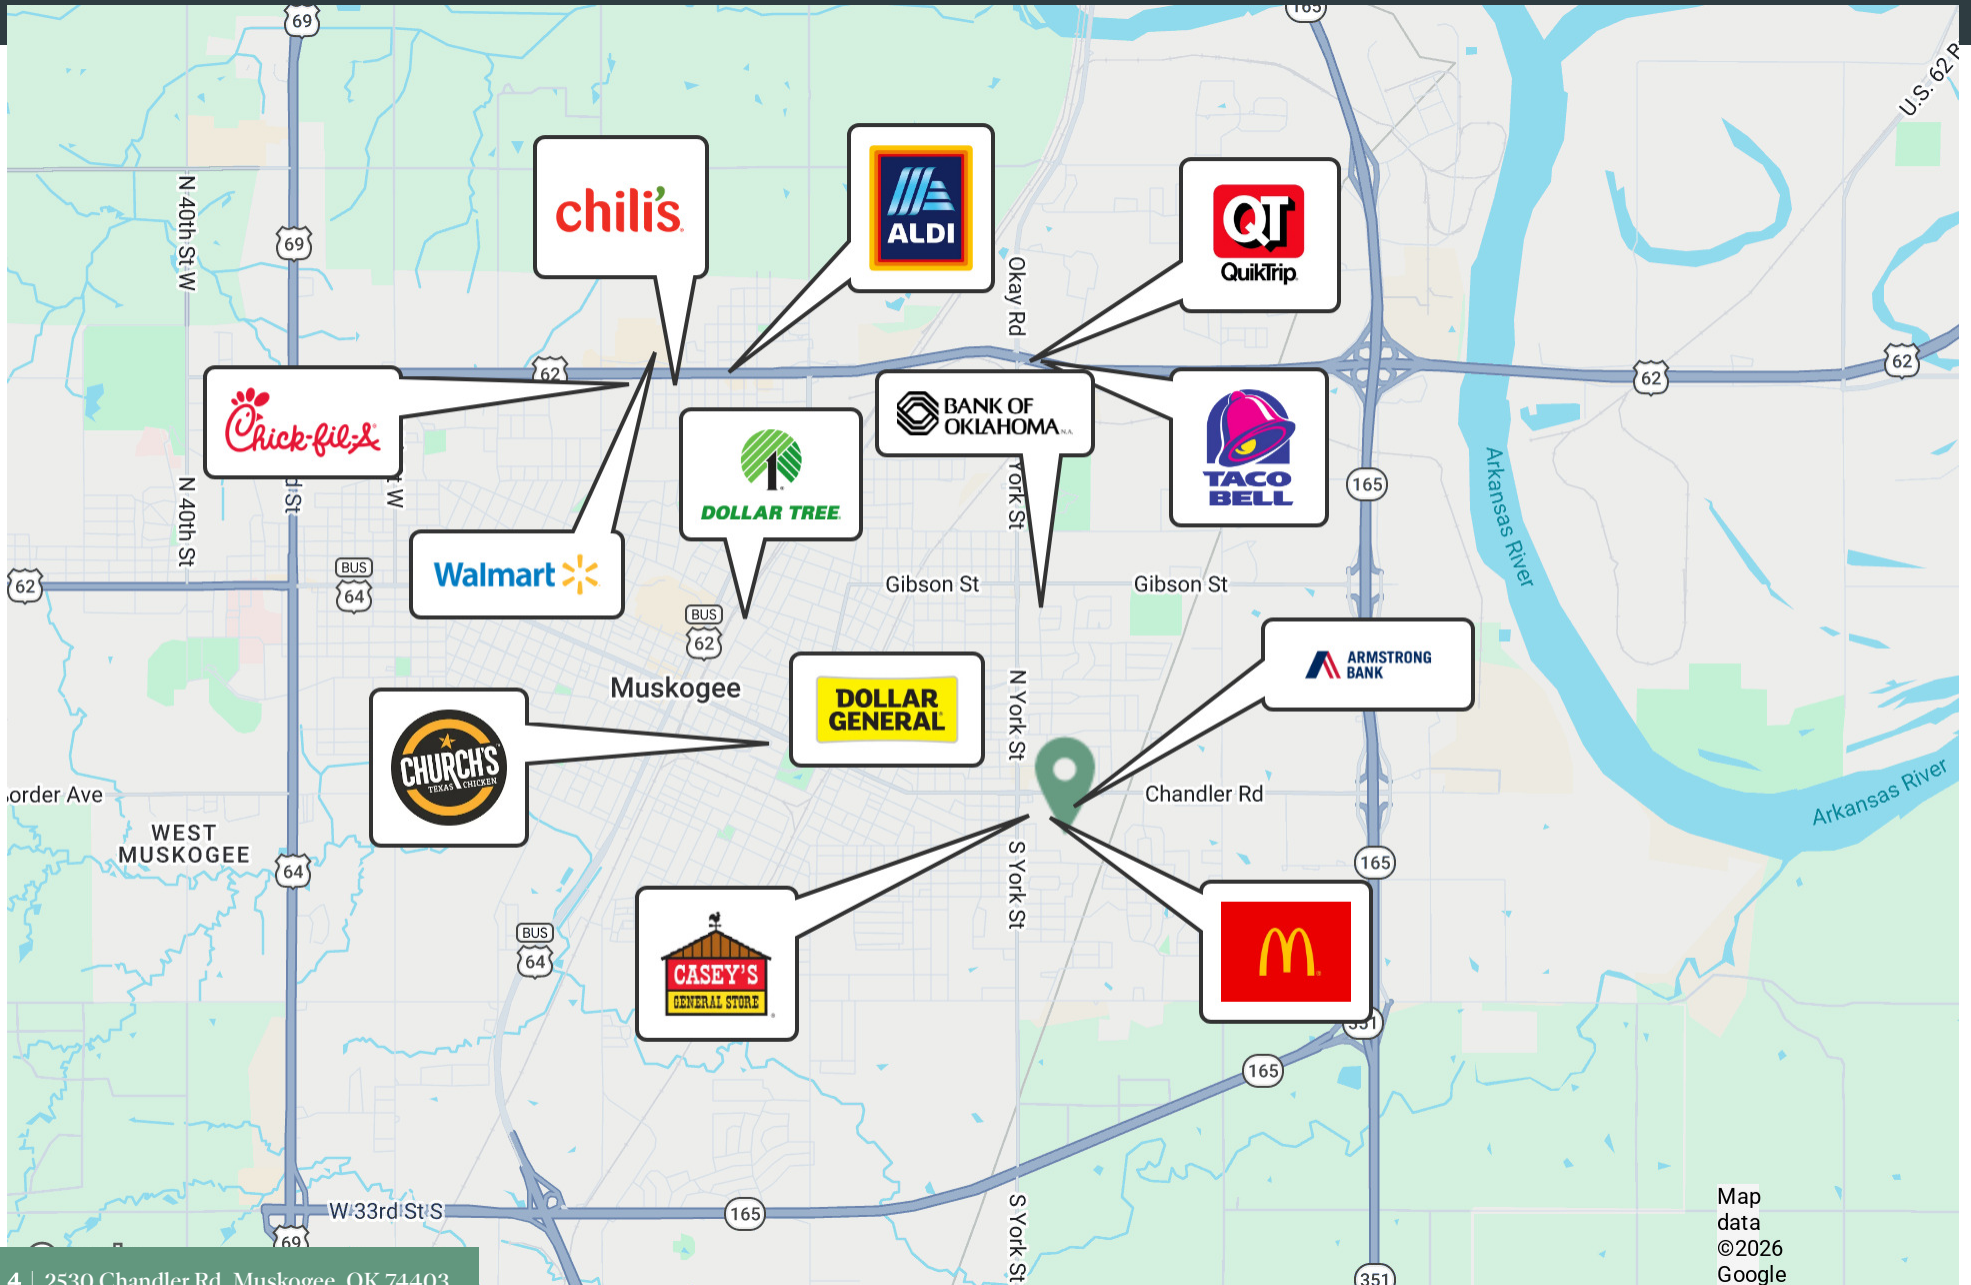 69
165
U.S. 62
N 40th St W
69
chili's
ALDI
QT
QuikTrip
Okay Rd
62
62
62
Chick-fil-A
BANK OF
OKLAHOMA N.A.
TACO
BELL
1
DOLLAR TREE
d St
t W
N 40th St
York St
165
Arkansas River
62
BUS
64
Walmart
Gibson St
Gibson St
BUS
62
ARMSTRONG
BANK
Muskogee
DOLLAR
GENERAL
N York St
CHURCH'S
TEXAS CHICKEN
order Ave
Chandler Rd
Arkansas River
WEST
MUSKOGEE
64
165
S York St
BUS
64
CASEY'S
GENERAL STORE
M
351
165
W 33rd St S
165
S York St
69
351
Map
data
©2026
Google
4 | 2530 Chandler Rd, Muskogee, OK 74403